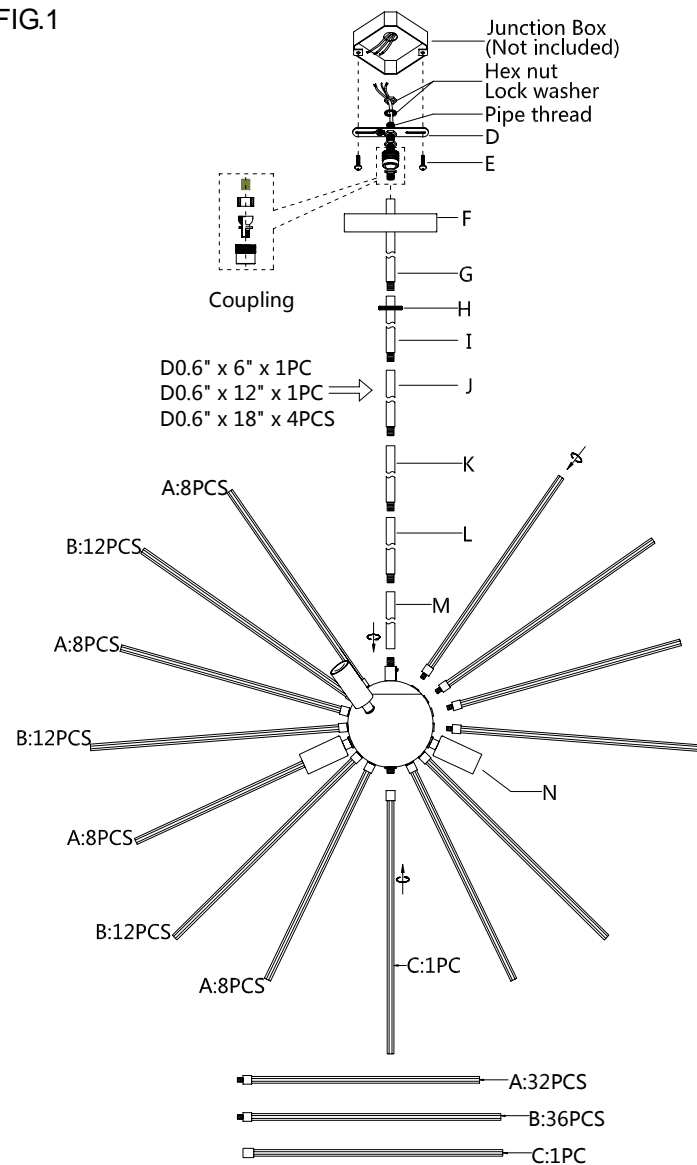 FIG.1
Junction Box
(Not included)
Hex nut
Lock washer
Pipe thread
D
E
F
Coupling
G
H
I
D0.6" x 6" x 1PC
D0.6" x 12" x 1PC
D0.6" x 18" x 4PCS
J
K
A:8PCS
L
B:12PCS
M
A:8PCS
B:12PCS
N
A:8PCS
B:12PCS
A:8PCS
C:1PC
A:32PCS
B:36PCS
C:1PC